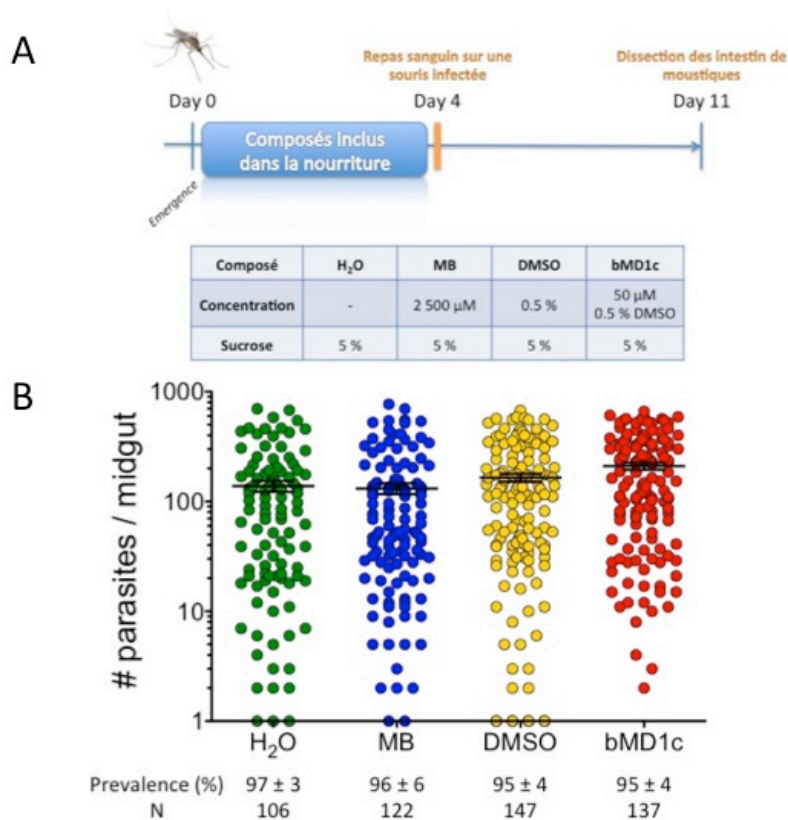 A
Repas sanguin sur une
souris infectée
Dissection des intestin de
moustiques
Day 0
Day 4
Day 11
Composés inclus
dans la nourriture
Emergence
Composé H₂O MB DMSO bMD1c
Concentration - 2 500 µM 0.5 % 50 µM
0.5 % DMSO
Sucrose 5 % 5 % 5 % 5 %
B
# parasites / midgut
1000
100
10
1
H₂O MB DMSO bMD1c
Prevalence (%) 97 ± 3 96 ± 6 95 ± 4 95 ± 4
N 106 122 147 137